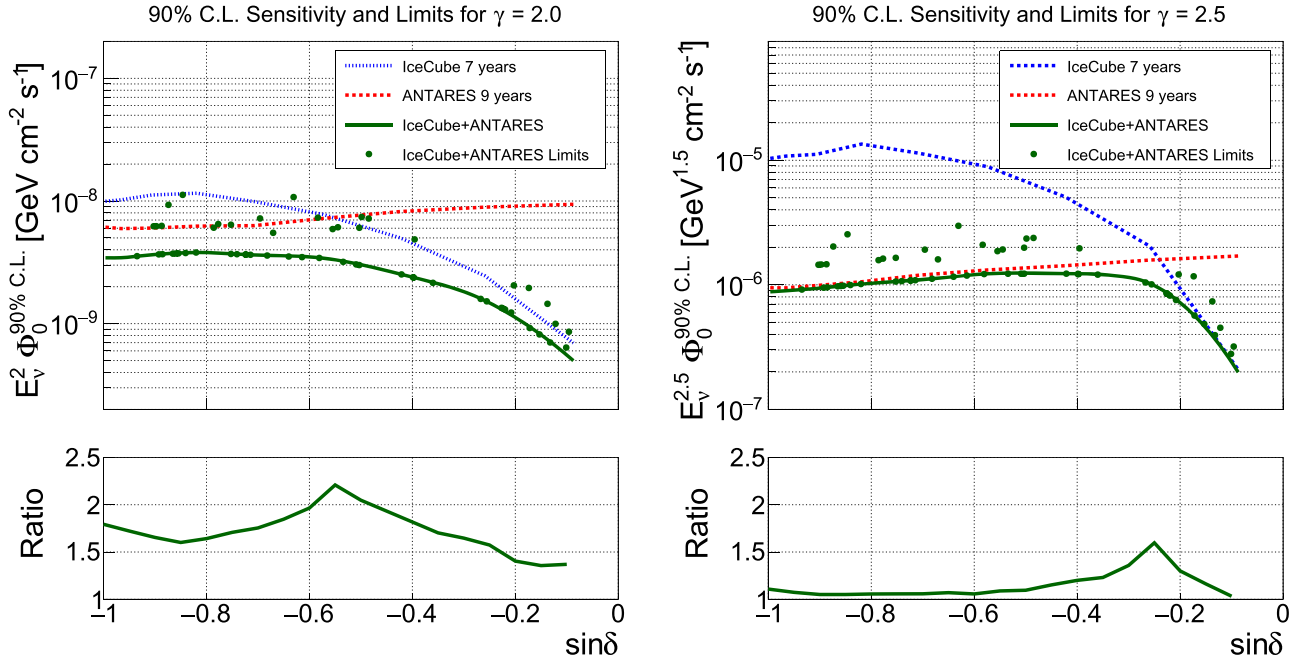 90% C.L. Sensitivity and Limits for γ = 2.0
E_ν^2 Φ_0^90% C.L. [GeV cm^-2 s^-1]
10^−7
10^−8
10^−9
IceCube 7 years
ANTARES 9 years
IceCube+ANTARES
IceCube+ANTARES Limits
Ratio
2.5
2
1.5
1
−1 −0.8 −0.6 −0.4 −0.2 0
sinδ
90% C.L. Sensitivity and Limits for γ = 2.5
E_ν^2.5 Φ_0^90% C.L. [GeV^1.5 cm^-2 s^-1]
10^−5
10^−6
10^−7
IceCube 7 years
ANTARES 9 years
IceCube+ANTARES
IceCube+ANTARES Limits
Ratio
2.5
2
1.5
1
−1 −0.8 −0.6 −0.4 −0.2 0
sinδ